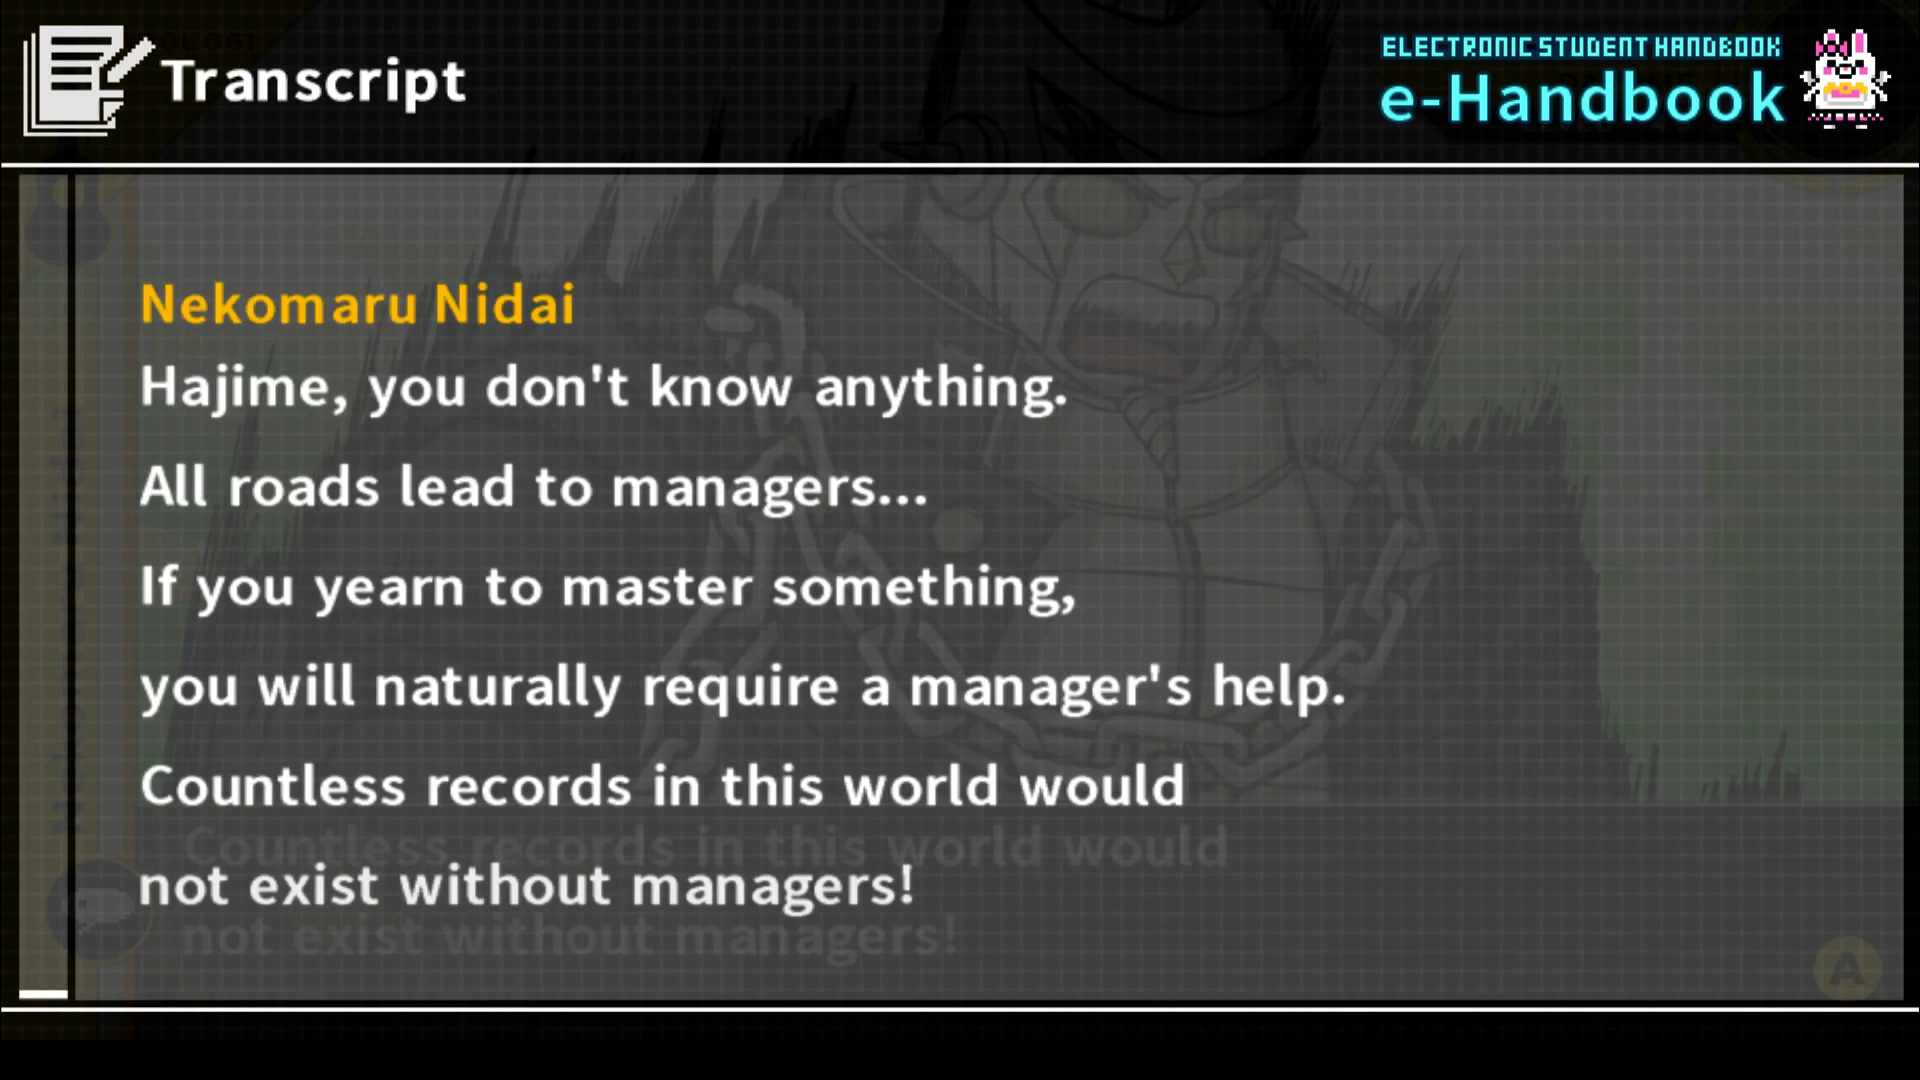 Transcript
ELECTRONIC STUDENT HANDBOOK
e-Handbook
Nekomaru Nidai
Hajime, you don't know anything.
All roads lead to managers...
If you yearn to master something,
you will naturally require a manager's help.
Countless records in this world would
not exist without managers!
Countless records in this world would
not exist without managers!
A